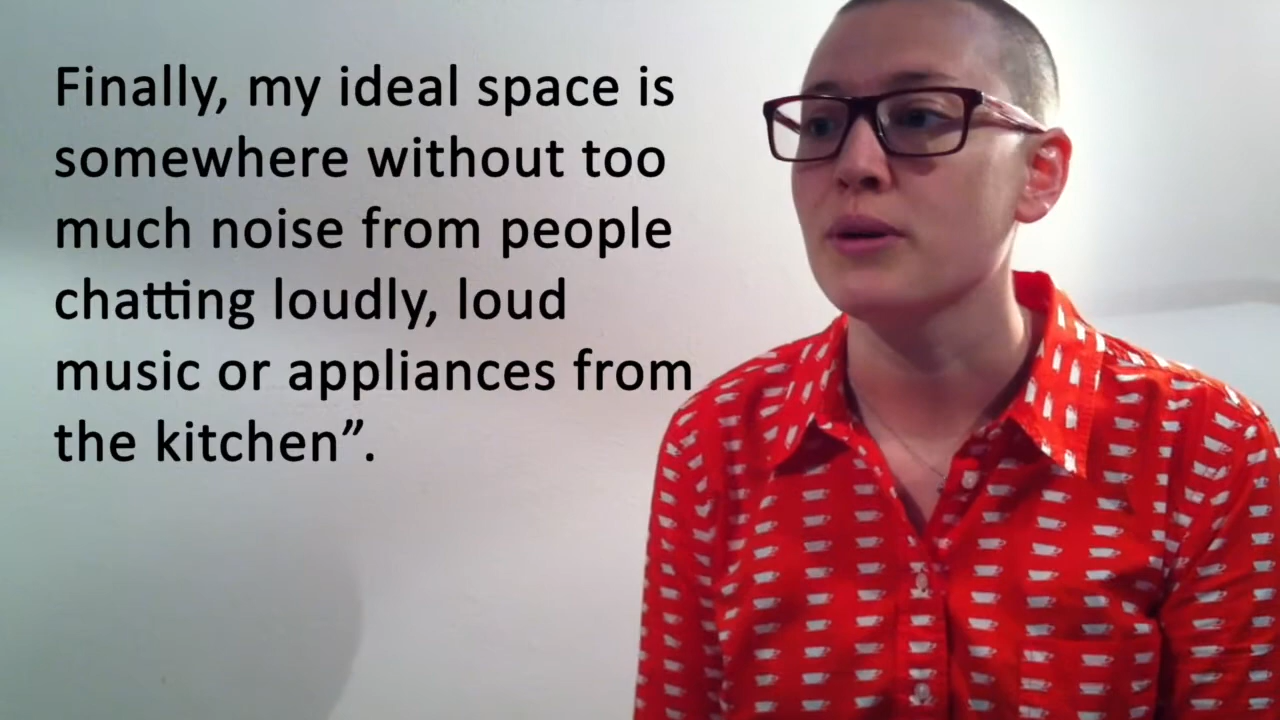 Finally, my ideal space is
somewhere without too
much noise from people
chatting loudly, loud
music or appliances from
the kitchen”.